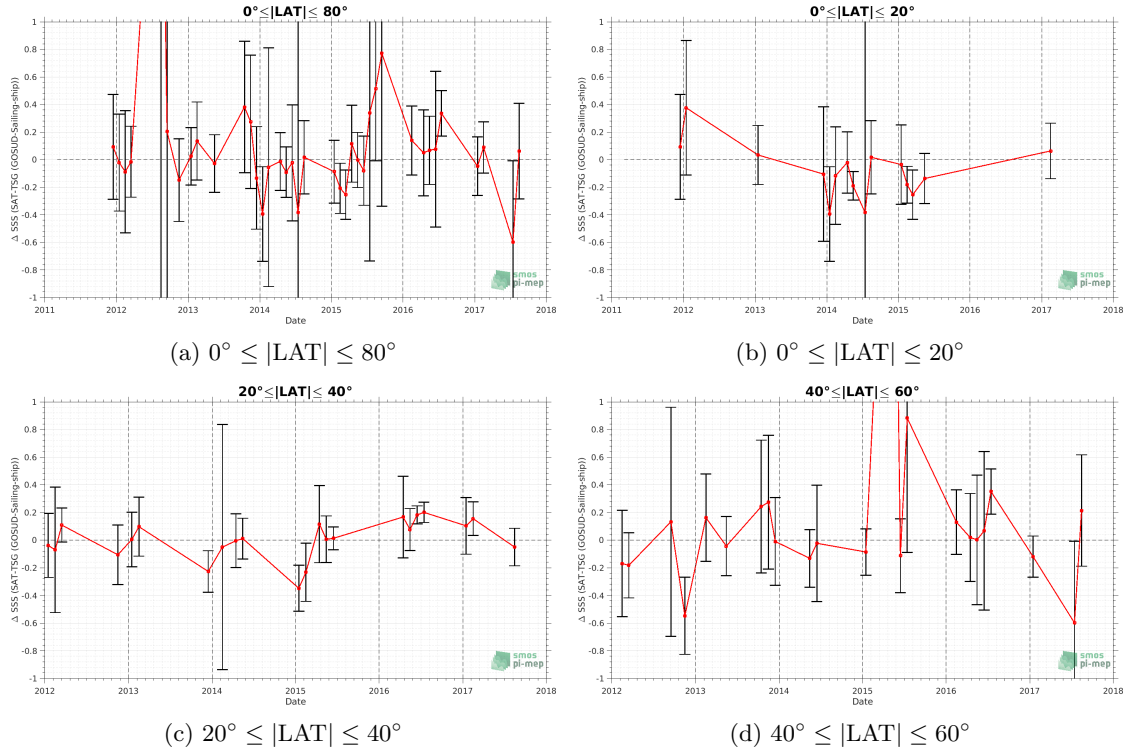 0°≤|LAT|≤ 80°
Δ SSS (SAT-TSG (GOSUD-Sailing-ship))
1
0.8
0.6
0.4
0.2
0
-0.2
-0.4
-0.6
-0.8
-1
2011 2012 2013 2014 2015 2016 2017 2018
Date
smos
pi-mep
(a) 0° ≤ |LAT| ≤ 80°
0°≤|LAT|≤ 20°
Δ SSS (SAT-TSG (GOSUD-Sailing-ship))
1
0.8
0.6
0.4
0.2
0
-0.2
-0.4
-0.6
-0.8
-1
2011 2012 2013 2014 2015 2016 2017 2018
Date
smos
pi-mep
(b) 0° ≤ |LAT| ≤ 20°
20°≤|LAT|≤ 40°
Δ SSS (SAT-TSG (GOSUD-Sailing-ship))
1
0.8
0.6
0.4
0.2
0
-0.2
-0.4
-0.6
-0.8
-1
2012 2013 2014 2015 2016 2017 2018
Date
smos
pi-mep
(c) 20° ≤ |LAT| ≤ 40°
40°≤|LAT|≤ 60°
Δ SSS (SAT-TSG (GOSUD-Sailing-ship))
1
0.8
0.6
0.4
0.2
0
-0.2
-0.4
-0.6
-0.8
-1
2012 2013 2014 2015 2016 2017 2018
Date
smos
pi-mep
(d) 40° ≤ |LAT| ≤ 60°